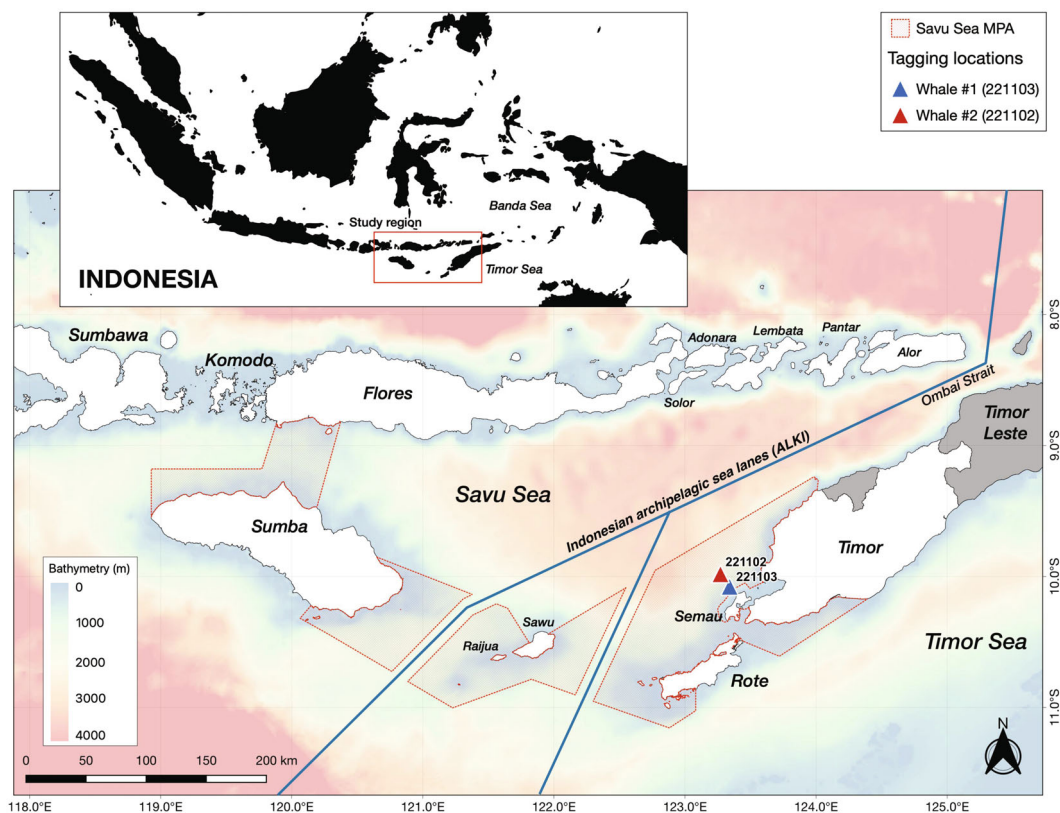 Savu Sea MPA
Tagging locations
Whale #1 (221103)
Whale #2 (221102)
Banda Sea
Study region
Timor Sea
INDONESIA
8.0°S
Sumbawa
Komodo
Flores
Adonara
Lembata
Pantar
Alor
Solor
Ombai Strait
Timor
Leste
9.0°S
Indonesian archipelagic sea lanes (ALKI)
Savu Sea
Sumba
Timor
221102
221103
10.0°S
Semau
Sawu
Raijua
Rote
Timor Sea
11.0°S
Bathymetry (m)
0
1000
2000
3000
4000
N
0 50 100 150 200 km
118.0°E 119.0°E 120.0°E 121.0°E 122.0°E 123.0°E 124.0°E 125.0°E